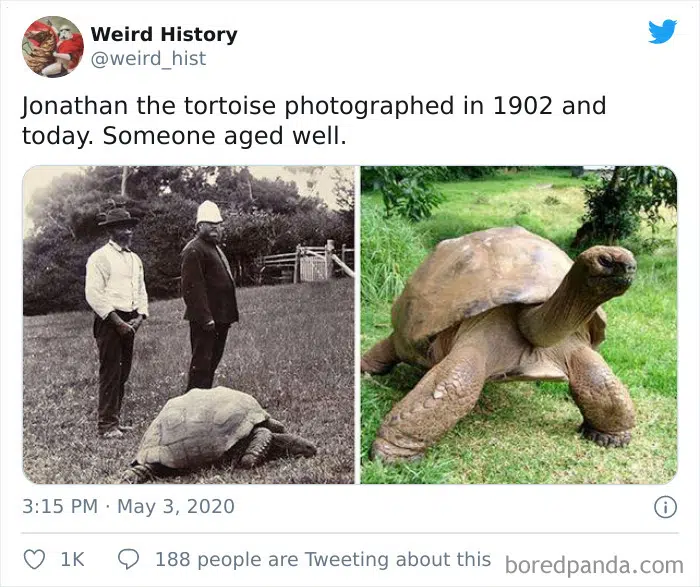 Weird History
@weird_hist
Jonathan the tortoise photographed in 1902 and
today. Someone aged well.
3:15 PM · May 3, 2020
1K 188 people are Tweeting about this
boredpanda.com